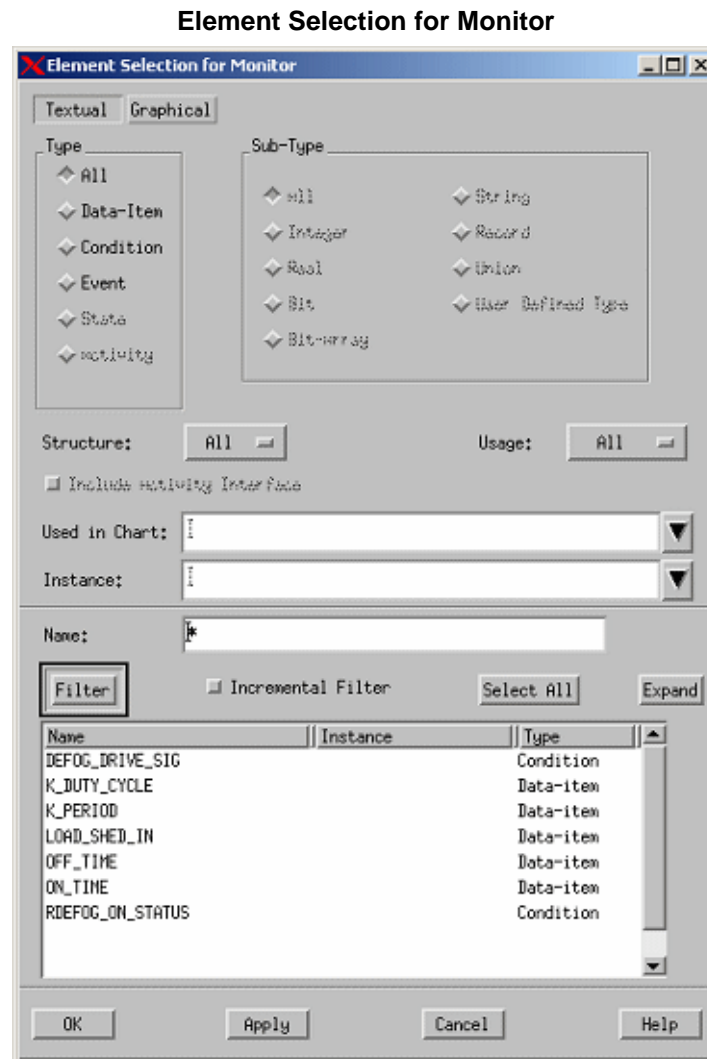 Element Selection for Monitor
Element Selection for Monitor
Textual Graphical
Type
All
Data-Item
Condition
Event
State
Activity
Sub-Type
All
Integer
Real
Bit
Bit-Array
String
Record
Union
User Defined Type
Structure: All Usage: All
Include Activity Interface
Used in Chart:
Instance:
Name: *
Filter Incremental Filter Select All Expand
Name Instance Type
DEFOG_DRIVE_SIG Condition
K_DUTY_CYCLE Data-item
K_PERIOD Data-item
LOAD_SHED_IN Data-item
OFF_TIME Data-item
ON_TIME Data-item
RDEFOG_ON_STATUS Condition
OK Apply Cancel Help